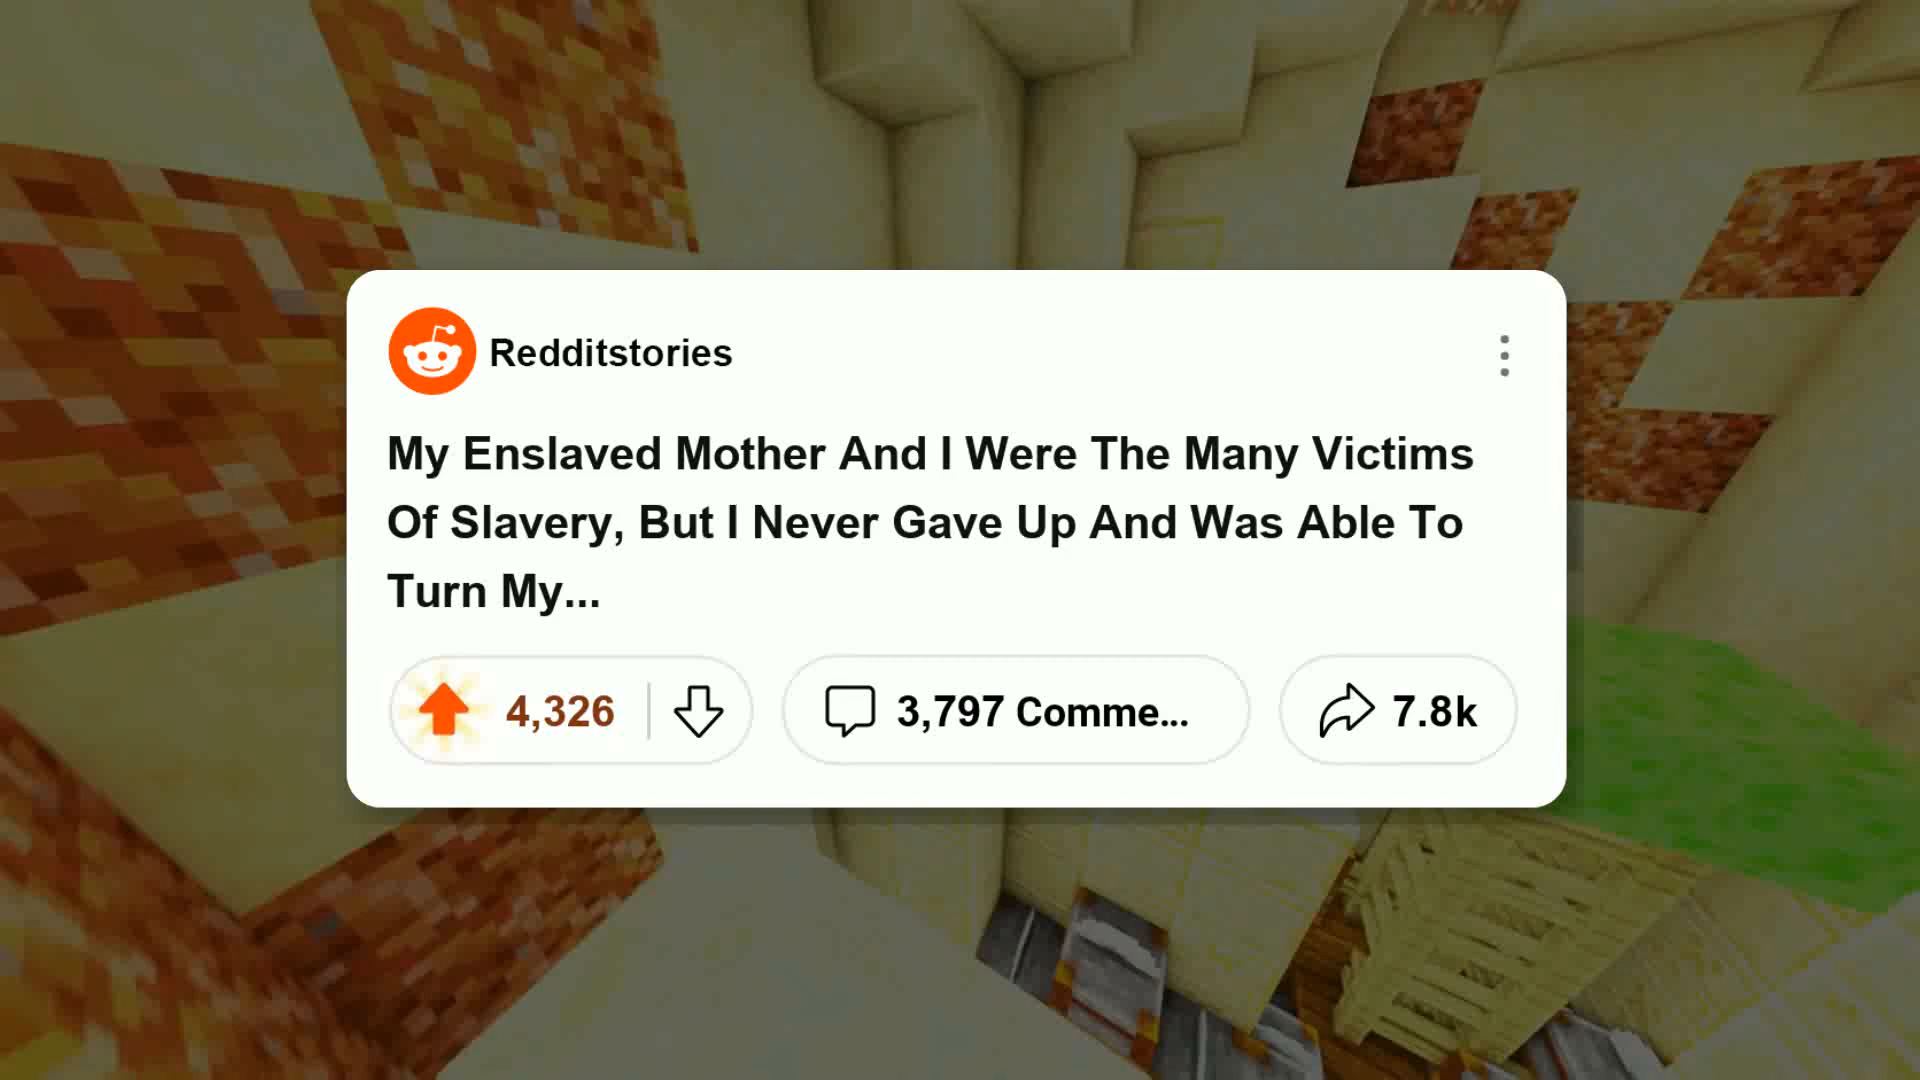 Redditstories
My Enslaved Mother And I Were The Many Victims
Of Slavery, But I Never Gave Up And Was Able To
Turn My...
4,326
3,797 Comme...
7.8k